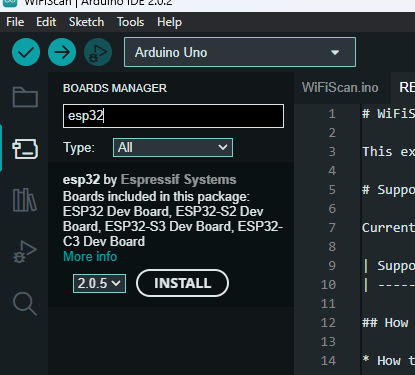 WiFiScan | Arduino IDE 2.0.2
File Edit Sketch Tools Help
Arduino Uno
BOARDS MANAGER
esp32
Type: All
esp32 by Espressif Systems
Boards included in this package:
ESP32 Dev Board, ESP32-S2 Dev
Board, ESP32-S3 Dev Board, ESP32-
C3 Dev Board
More info
2.0.5 INSTALL
WiFiScan.ino RE
1 # WiFiS
2
3 This ex
4
5 # Suppo
6
7 Current
8
9 | Suppo
10 | -----
11
12 ## How
13
14 * How t